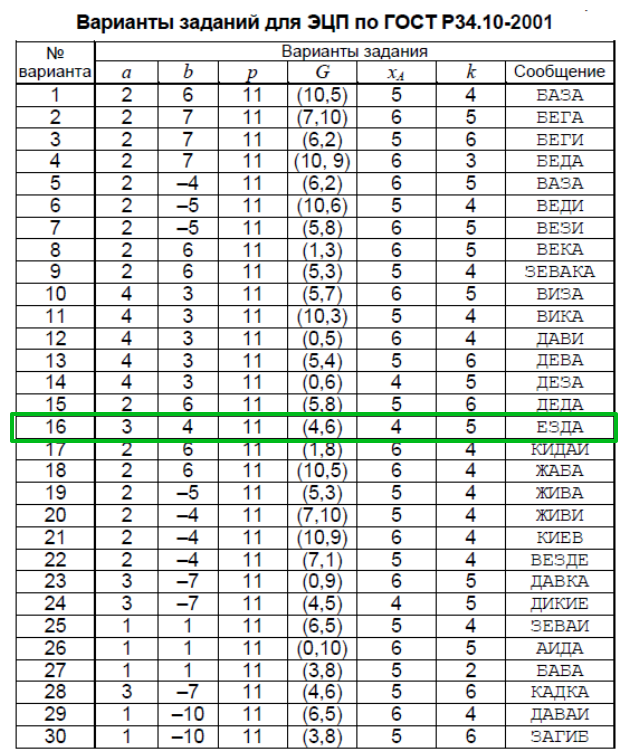 Варианты заданий для ЭЦП по ГОСТ Р34.10-2001
№ варианта Варианты задания
a b p G x_A k Сообщение
1 2 6 11 (10,5) 5 4 ВАЗА
2 2 7 11 (7,10) 6 5 ВЕГА
3 2 7 11 (6,2) 5 6 ВЕГИ
4 2 7 11 (10, 9) 6 3 ВЕДА
5 2 –4 11 (6,2) 6 5 ВАЗА
6 2 –5 11 (10,6) 5 4 ВЕДИ
7 2 –5 11 (5,8) 6 5 ВЕЗИ
8 2 6 11 (1,3) 6 5 ВЕКА
9 2 6 11 (5,3) 5 4 ЗЕВАКА
10 4 3 11 (5,7) 6 5 ВИЗА
11 4 3 11 (10,3) 5 4 ВИКА
12 4 3 11 (0,5) 6 4 ДАВИ
13 4 3 11 (5,4) 5 6 ДЕВА
14 4 3 11 (0,6) 4 5 ДЕЗА
15 2 6 11 (5,8) 5 6 ДЕДА
16 3 4 11 (4,6) 4 5 ЕЗДА
17 2 6 11 (1,8) 6 4 КИДАЙ
18 2 6 11 (10,5) 6 4 ЖАБА
19 2 –5 11 (5,3) 5 4 ЖИВА
20 2 –4 11 (7,10) 5 4 ЖИВИ
21 2 –4 11 (10,9) 6 4 КИЕВ
22 2 –4 11 (7,1) 5 4 ВЕЗДЕ
23 3 –7 11 (0,9) 6 5 ДАВКА
24 3 –7 11 (4,5) 4 5 ДИКИЕ
25 1 1 11 (6,5) 5 4 ЗЕВАЙ
26 1 1 11 (0,10) 6 5 АИДА
27 1 1 11 (3,8) 5 2 БАБА
28 3 –7 11 (4,6) 5 6 КАДКА
29 1 –10 11 (6,5) 6 4 ДАВАЙ
30 1 –10 11 (3,8) 5 6 ЗАГИБ